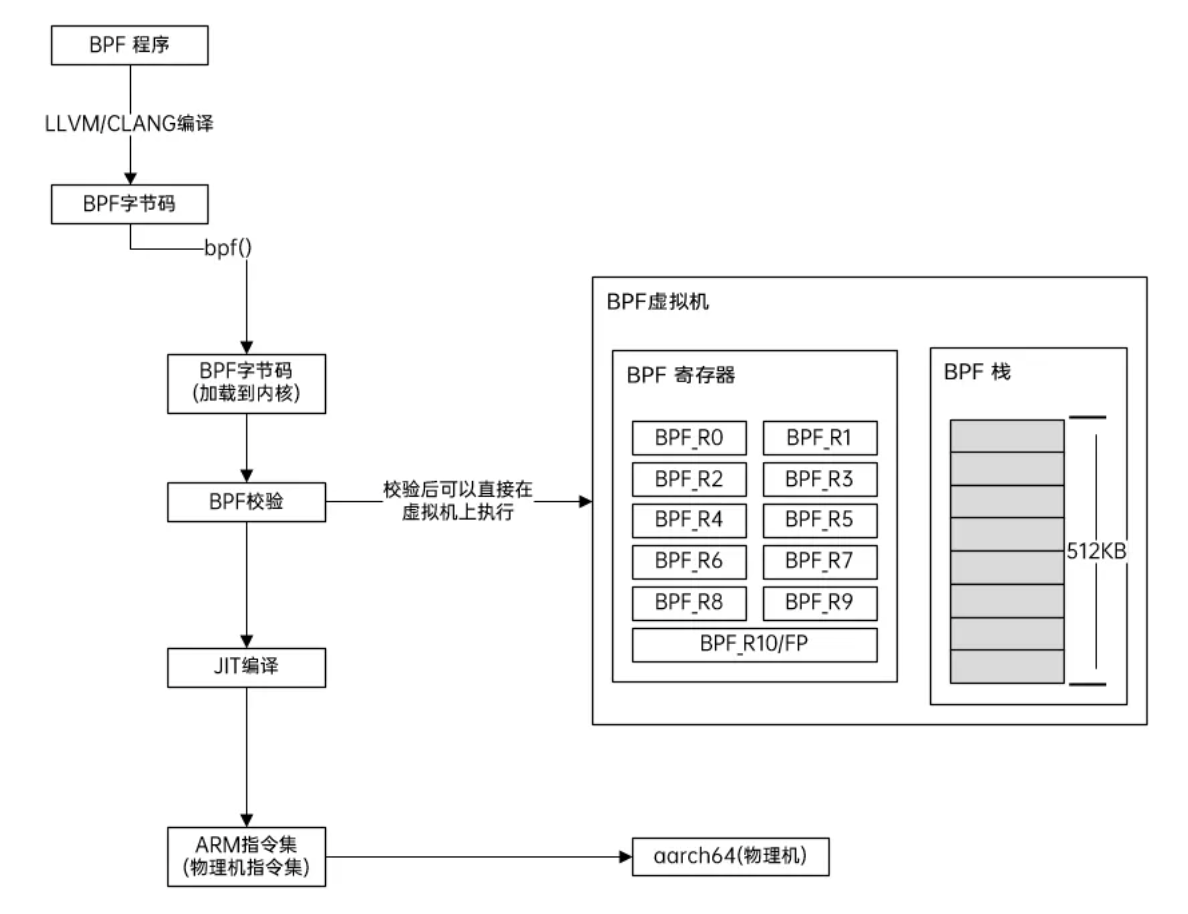 BPF 程序
LLVM/CLANG编译
BPF字节码
bpf()
BPF字节码
(加载到内核)
BPF校验
校验后可以直接在
虚拟机上执行
JIT编译
ARM指令集
(物理机指令集)
aarch64(物理机)
BPF虚拟机
BPF 寄存器
BPF_R0
BPF_R1
BPF_R2
BPF_R3
BPF_R4
BPF_R5
BPF_R6
BPF_R7
BPF_R8
BPF_R9
BPF_R10/FP
BPF 栈
512KB